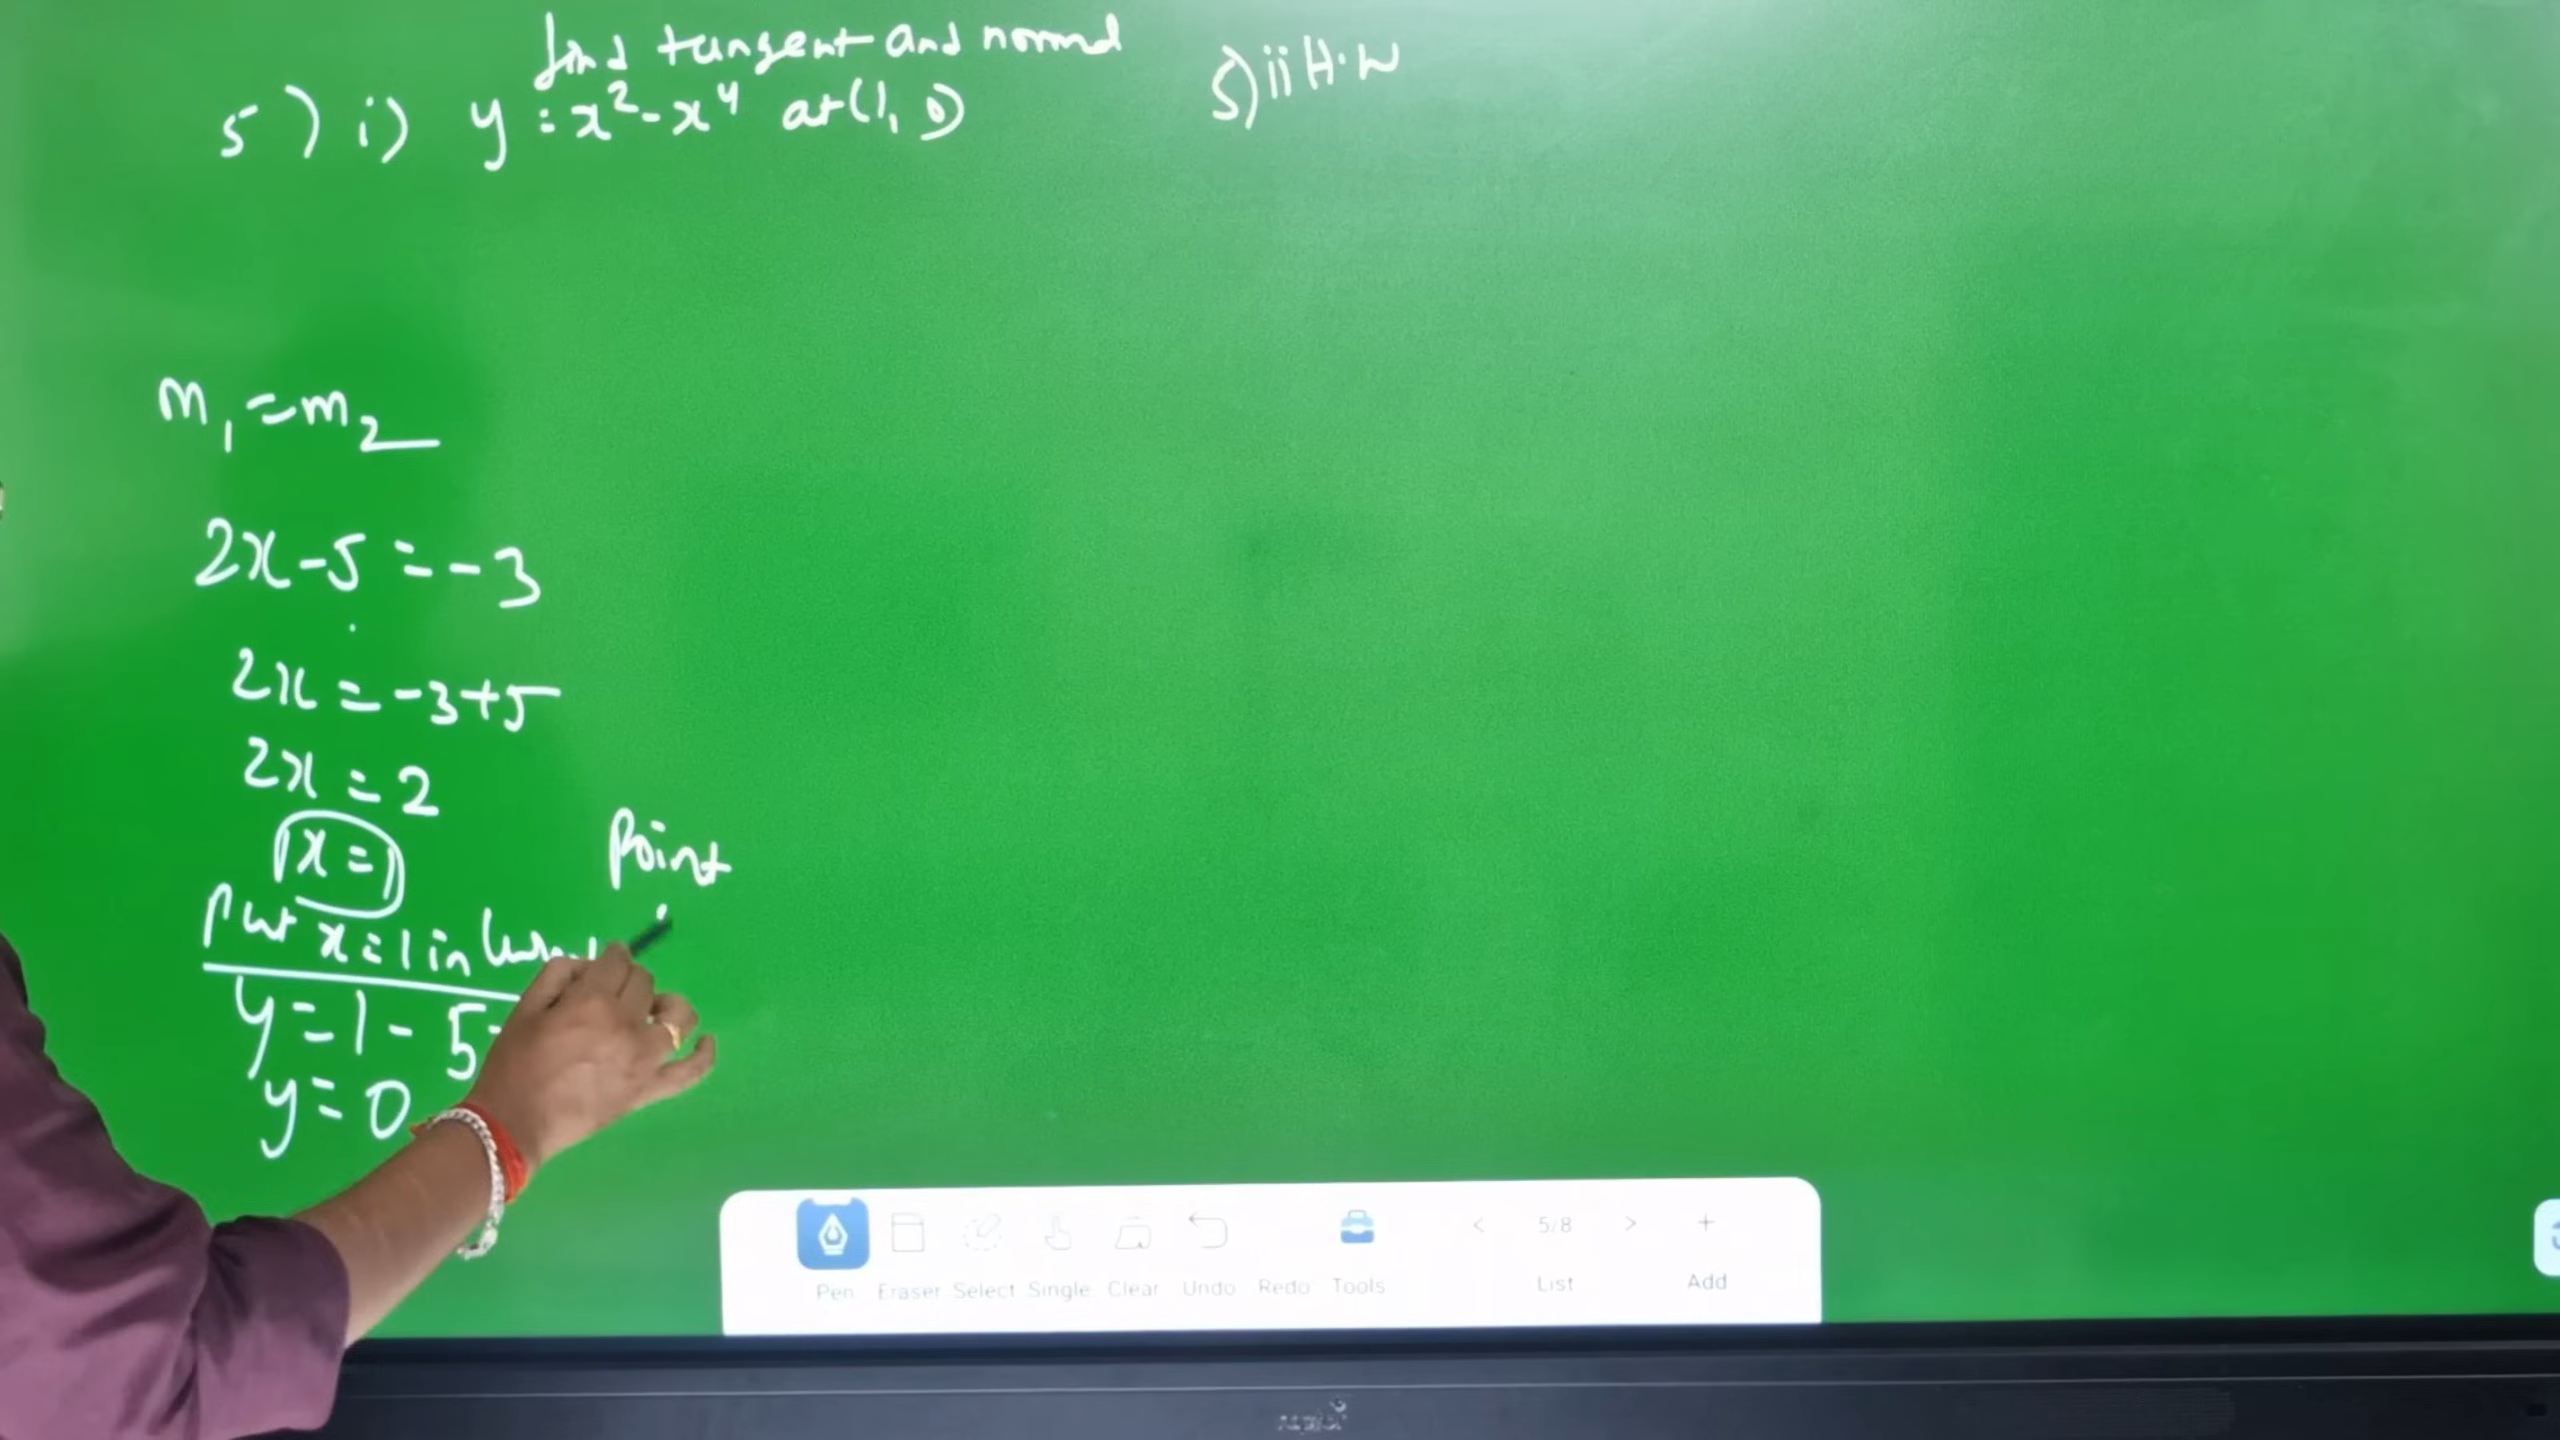 find tangent and normal
5) i) y = x² - x⁴ at (1, 0)
5) ii H.W
m₁ = m₂
2x - 5 = -3
2x = -3 + 5
2x = 2
x = 1
Point
put x = 1 in
y = 1 - 5
y = 0
Pen Eraser Select Single Clear Undo Redo Tools
< 5/8 > +
List Add